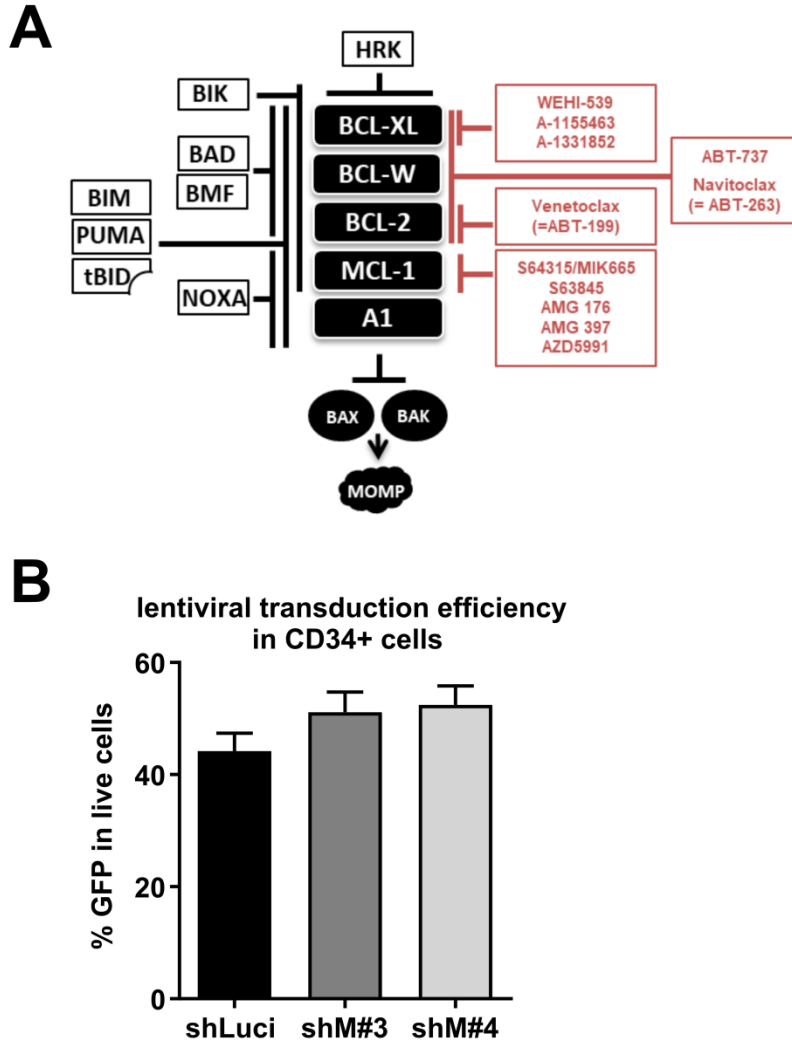 A
HRK
BIK
BAD
BMF
BIM
PUMA
tBID
NOXA
BCL-XL
BCL-W
BCL-2
MCL-1
A1
WEHI-539
A-1155463
A-1331852
ABT-737
Navitoclax
(= ABT-263)
Venetoclax
(=ABT-199)
S64315/MIK665
S63845
AMG 176
AMG 397
AZD5991
BAX
BAK
MOMP
B
lentiviral transduction efficiency
in CD34+ cells
% GFP in live cells
60
40
20
0
shLuci shM#3 shM#4